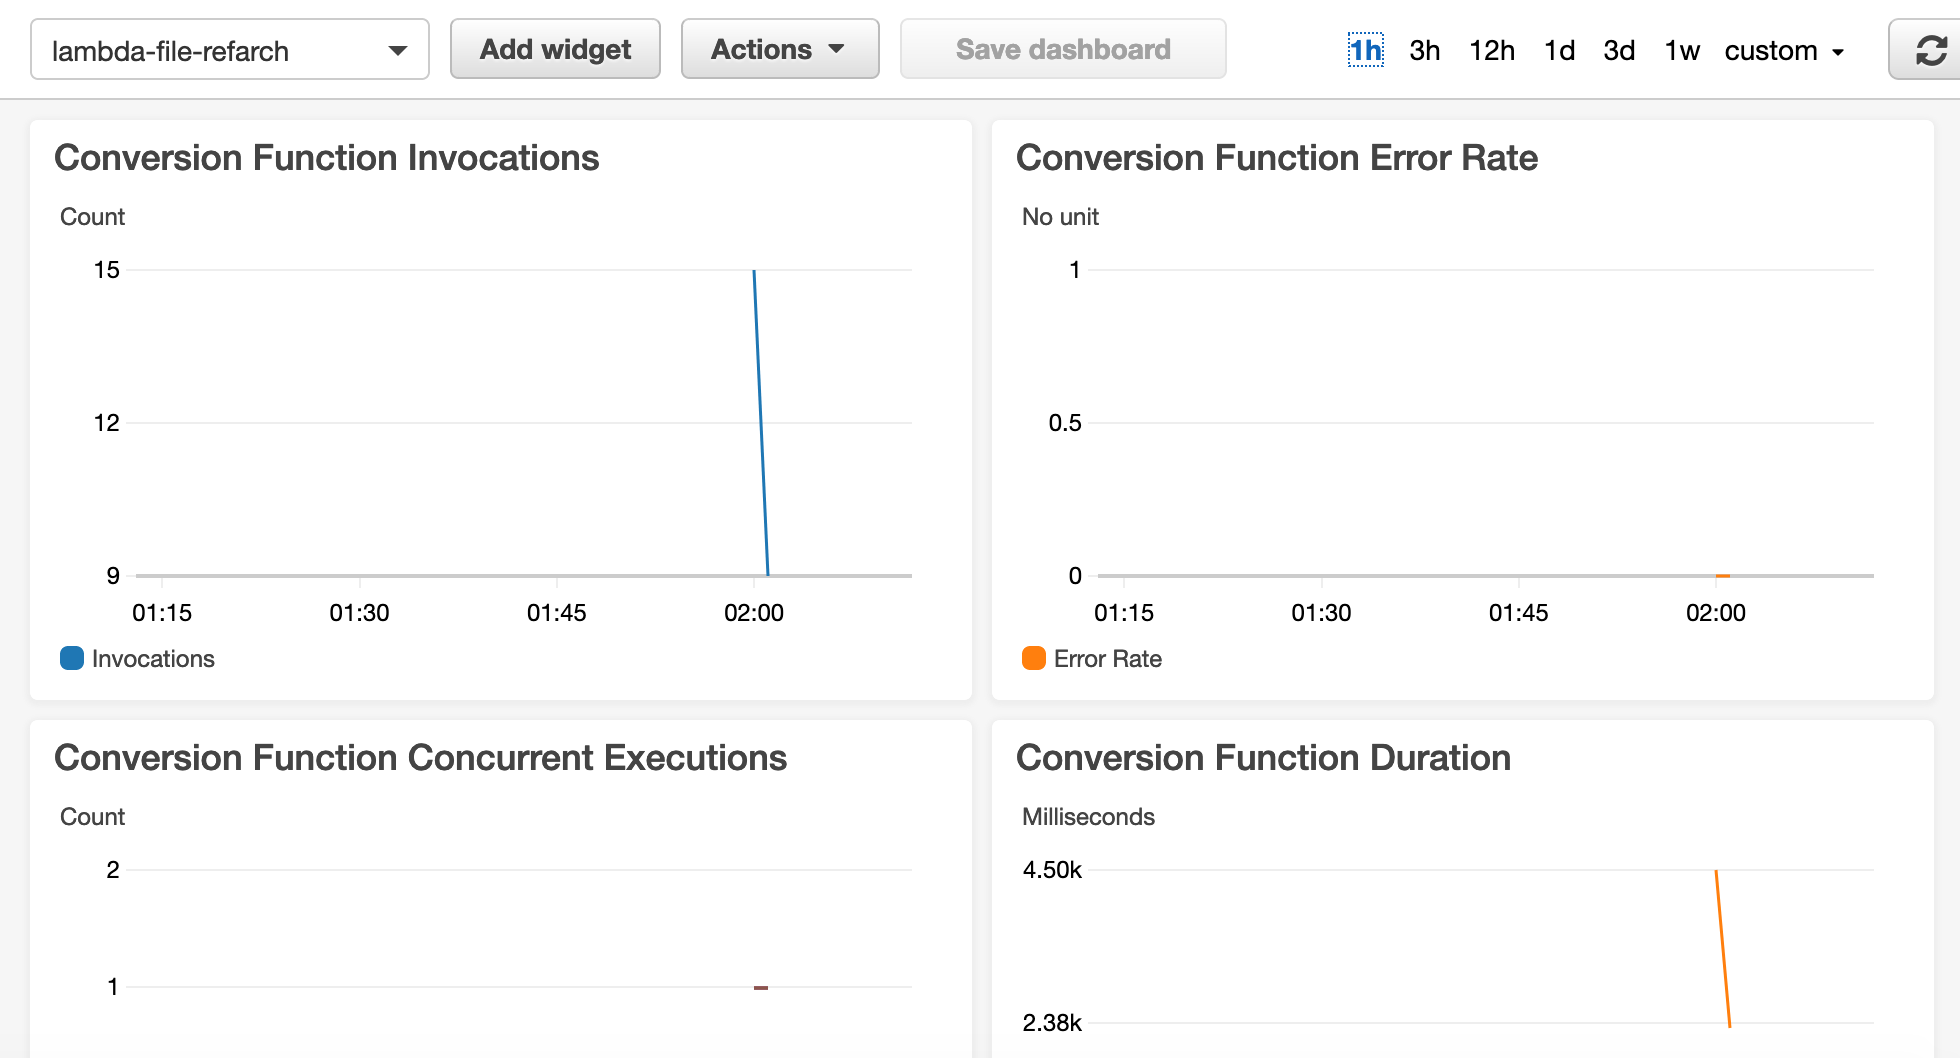 lambda-file-refarch Add widget Actions Save dashboard 1h 3h 12h 1d 3d 1w custom
Conversion Function Invocations
Count
15
12
9
01:15 01:30 01:45 02:00
Invocations
Conversion Function Error Rate
No unit
1
0.5
0
01:15 01:30 01:45 02:00
Error Rate
Conversion Function Concurrent Executions
Count
2
1
Conversion Function Duration
Milliseconds
4.50k
2.38k